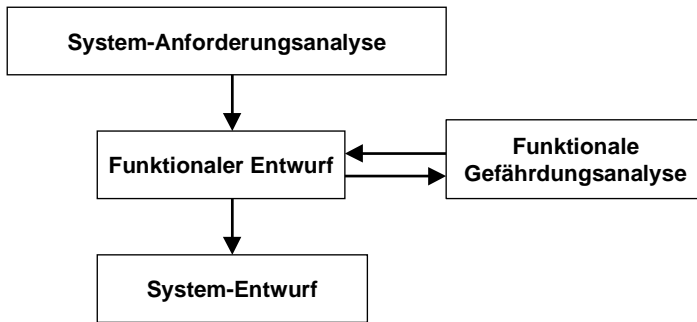 System-Anforderungsanalyse
Funktionaler Entwurf
Funktionale
Gefährdungsanalyse
System-Entwurf